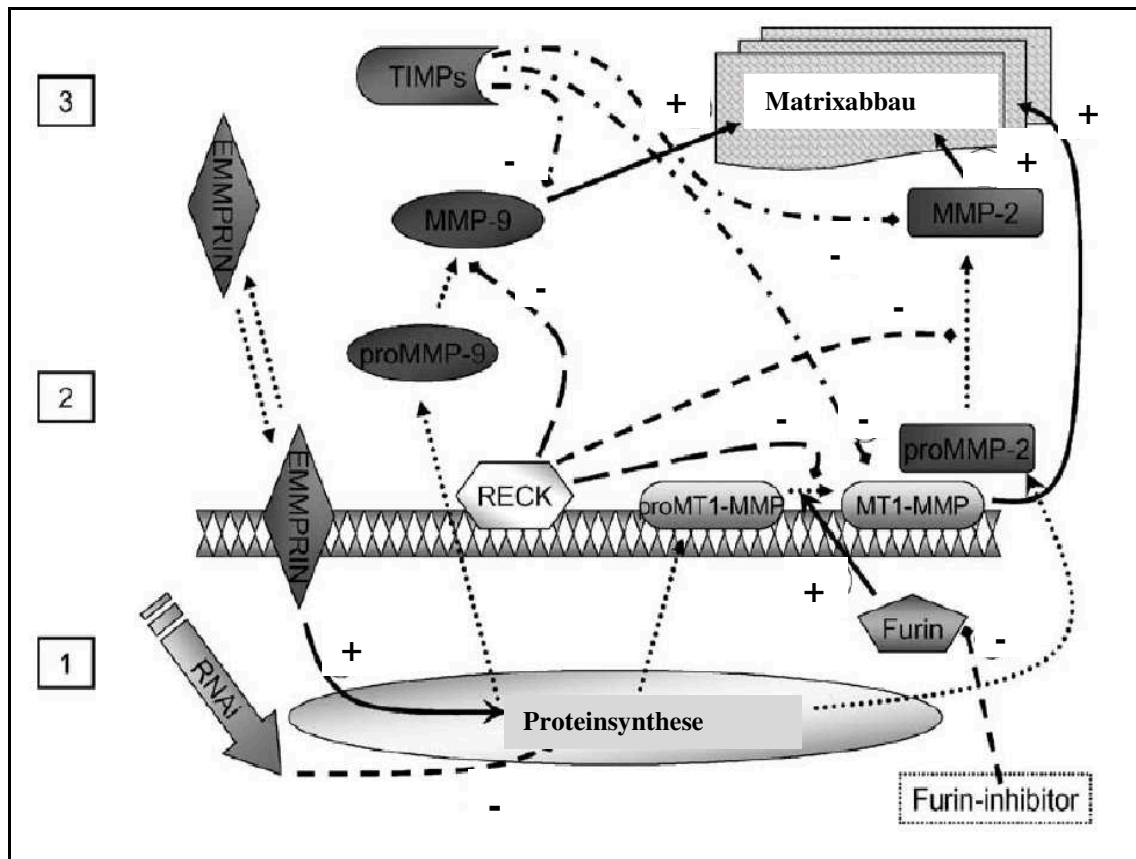 TIMPs
3
Matrixabbau
+
+
EMMPRIN
-
+
MMP-9
MMP-2
-
-
-
proMMP-9
2
-
-
proMMP-2
EMMPRIN
RECK
proMT1-MMP
MT1-MMP
+
Furin
-
1
+
RNAi
Proteinsynthese
-
Furin-inhibitor